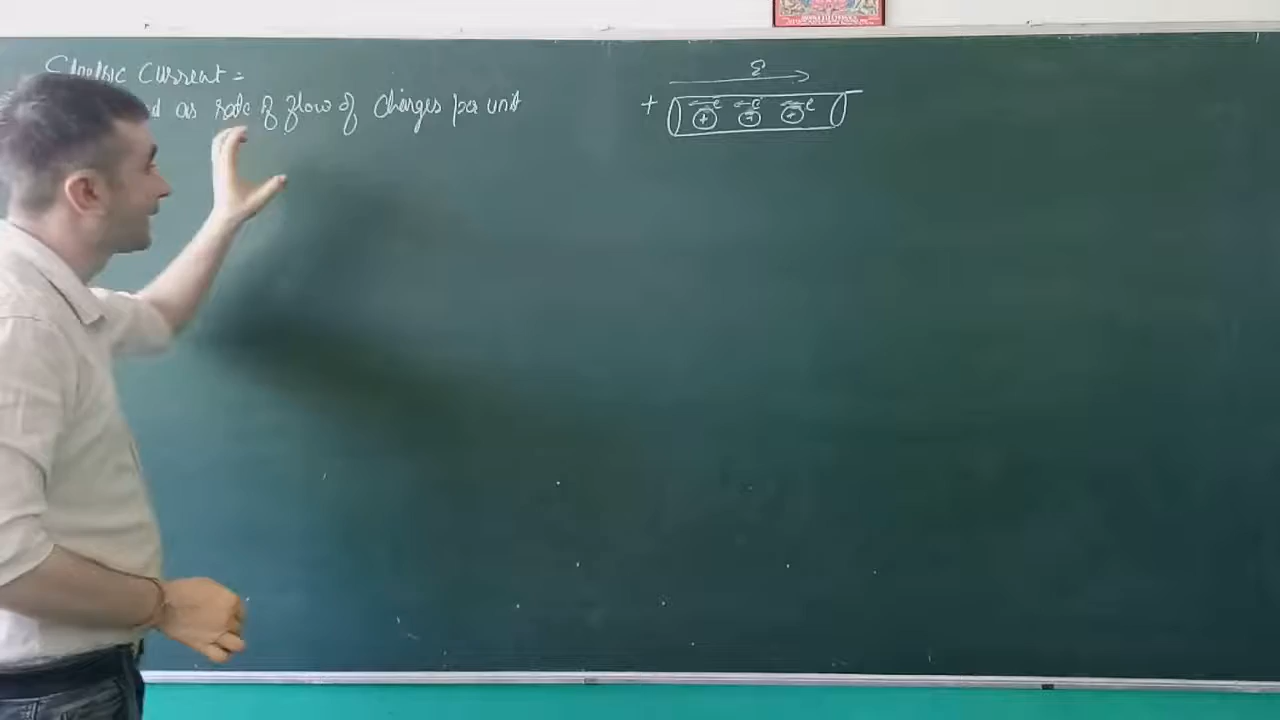 Electric Current =
d as rate of flow of charges per unit
ε
+ −
e e e
+ + +